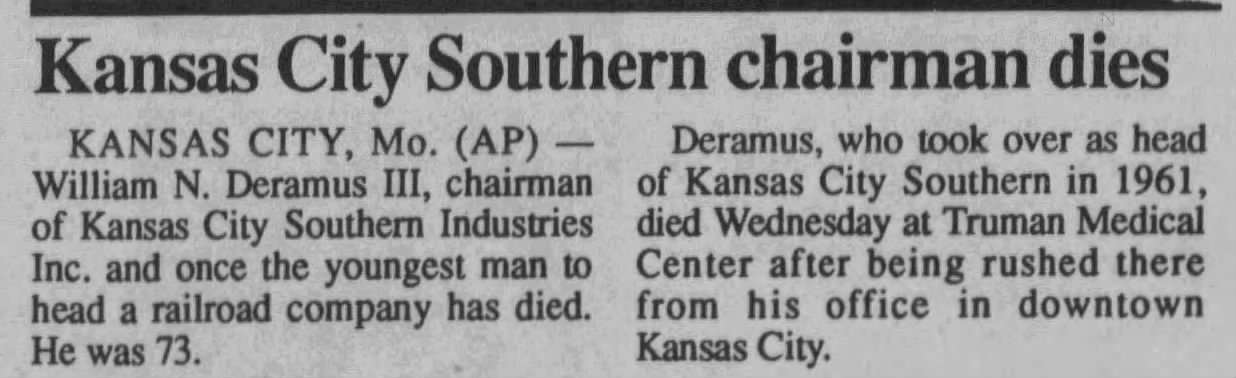 Kansas City Southern chairman dies
KANSAS CITY, Mo. (AP) —
William N. Deramus III, chairman
of Kansas City Southern Industries
Inc. and once the youngest man to
head a railroad company has died.
He was 73.
Deramus, who took over as head
of Kansas City Southern in 1961,
died Wednesday at Truman Medical
Center after being rushed there
from his office in downtown
Kansas City.